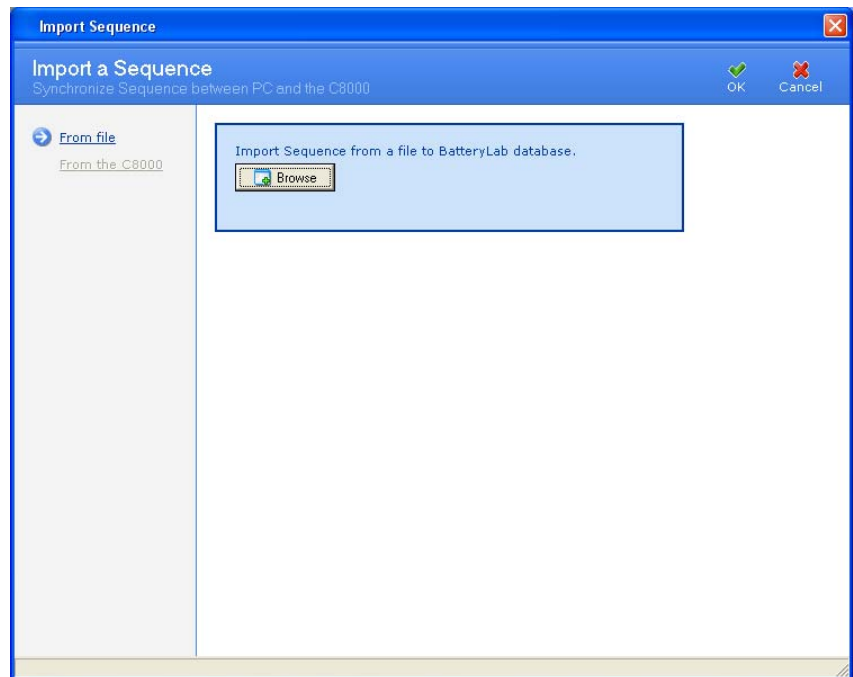 Import Sequence
Import a Sequence
Synchronize Sequence between PC and the C8000
OK
Cancel
From file
From the C8000
Import Sequence from a file to BatteryLab database.
Browse